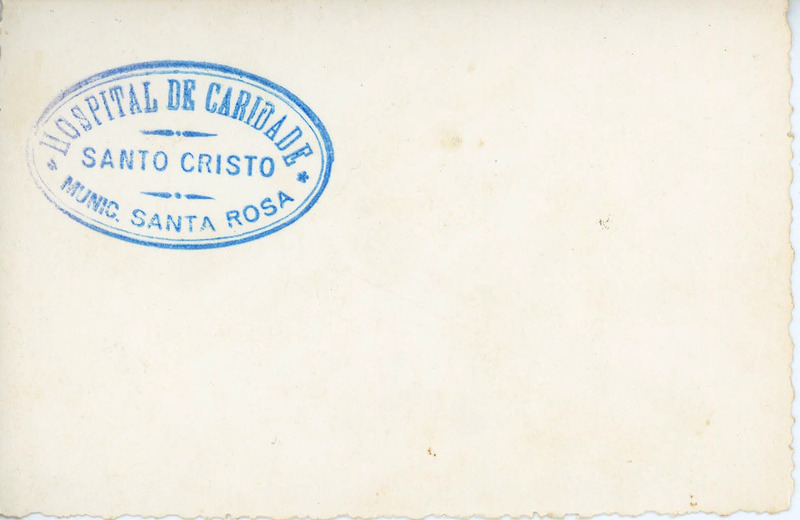 HOSPITAL DE CARIDADE
SANTO CRISTO
MUNIC. SANTA ROSA